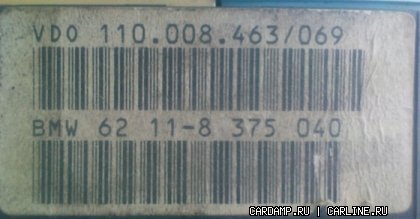 VDO 110.008.463/069
BMW 62 11-8 375 040
CARDAMP.RU | CARLINE.RU